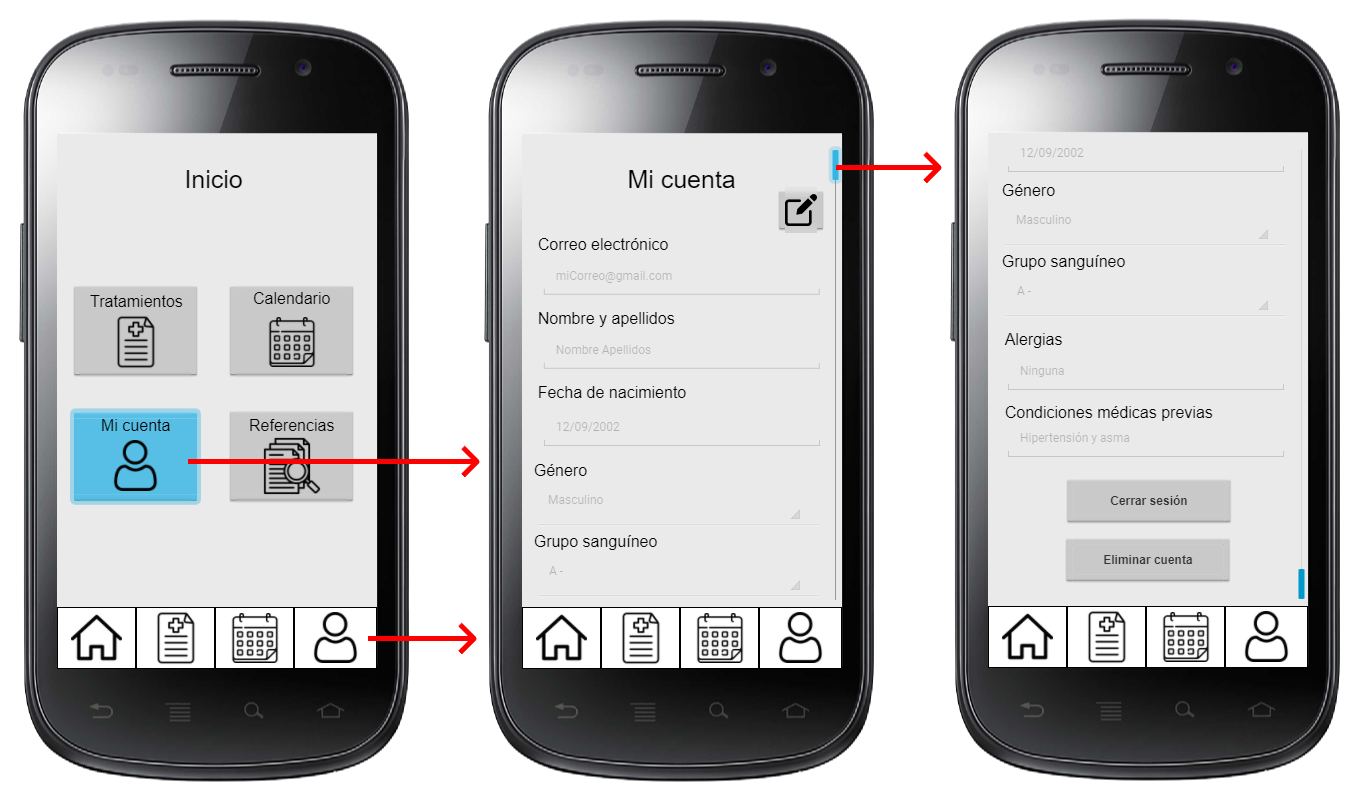 Inicio
Tratamientos
Calendario
Mi cuenta
Referencias
Mi cuenta
Correo electrónico
miCorreo@gmail.com
Nombre y apellidos
Nombre Apellidos
Fecha de nacimiento
12/09/2002
Género
Masculino
Grupo sanguíneo
A -
12/09/2002
Género
Masculino
Grupo sanguíneo
A -
Alergias
Ninguna
Condiciones médicas previas
Hipertensión y asma
Cerrar sesión
Eliminar cuenta